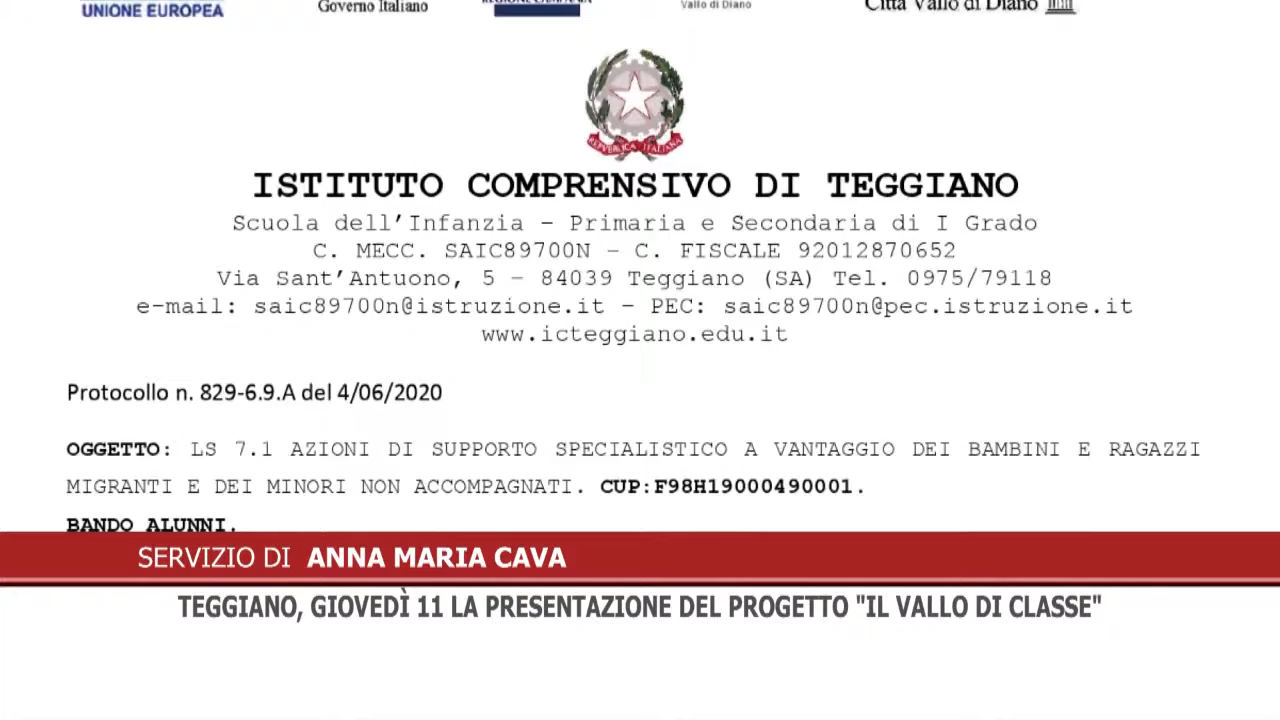 UNIONE EUROPEA
Governo Italiano
REGIONE CAMPANIA
Vallo di Diano
Città Vallo di Diano
REPVBBLICA ITALIANA
ISTITUTO COMPRENSIVO DI TEGGIANO
Scuola dell’Infanzia – Primaria e Secondaria di I Grado
C. MECC. SAIC89700N – C. FISCALE 92012870652
Via Sant’Antuono, 5 – 84039 Teggiano (SA) Tel. 0975/79118
e-mail: saic89700n@istruzione.it – PEC: saic89700n@pec.istruzione.it
www.icteggiano.edu.it
Protocollo n. 829-6.9.A del 4/06/2020
OGGETTO: LS 7.1 AZIONI DI SUPPORTO SPECIALISTICO A VANTAGGIO DEI BAMBINI E RAGAZZI
MIGRANTI E DEI MINORI NON ACCOMPAGNATI. CUP:F98H19000490001.
BANDO ALUNNI.
SERVIZIO DI ANNA MARIA CAVA
TEGGIANO, GIOVEDÌ 11 LA PRESENTAZIONE DEL PROGETTO "IL VALLO DI CLASSE"